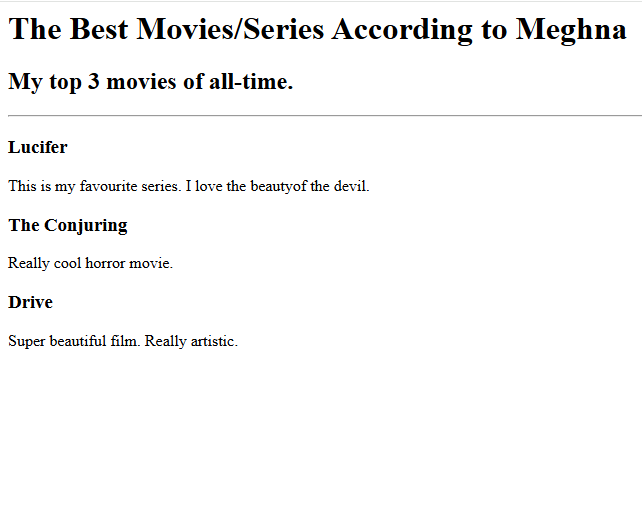 The Best Movies/Series According to Meghna
My top 3 movies of all-time.
Lucifer
This is my favourite series. I love the beautyof the devil.
The Conjuring
Really cool horror movie.
Drive
Super beautiful film. Really artistic.